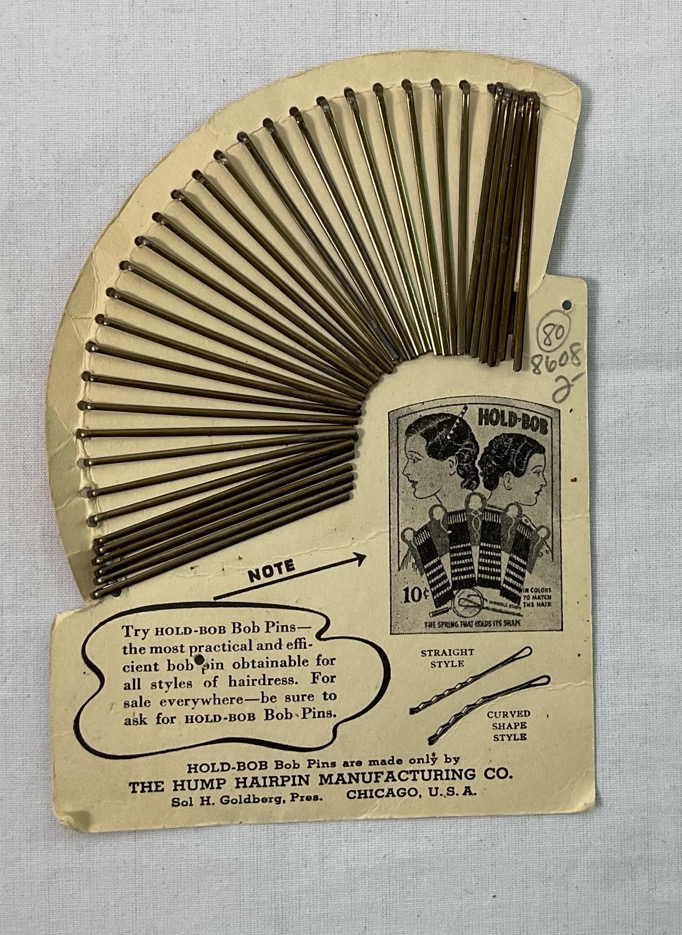 80
8608
2-
HOLD-BOB
10¢
IN COLORS
TO MATCH
THE HAIR
THE SPRING THAT HOLDS ITS SHAPE
NOTE
Try HOLD-BOB Bob Pins—
the most practical and effi-
cient bob pin obtainable for
all styles of hairdress. For
sale everywhere—be sure to
ask for HOLD-BOB Bob Pins.
STRAIGHT
STYLE
CURVED
SHAPE
STYLE
HOLD-BOB Bob Pins are made only by
THE HUMP HAIRPIN MANUFACTURING CO.
Sol H. Goldberg, Pres. CHICAGO, U.S.A.